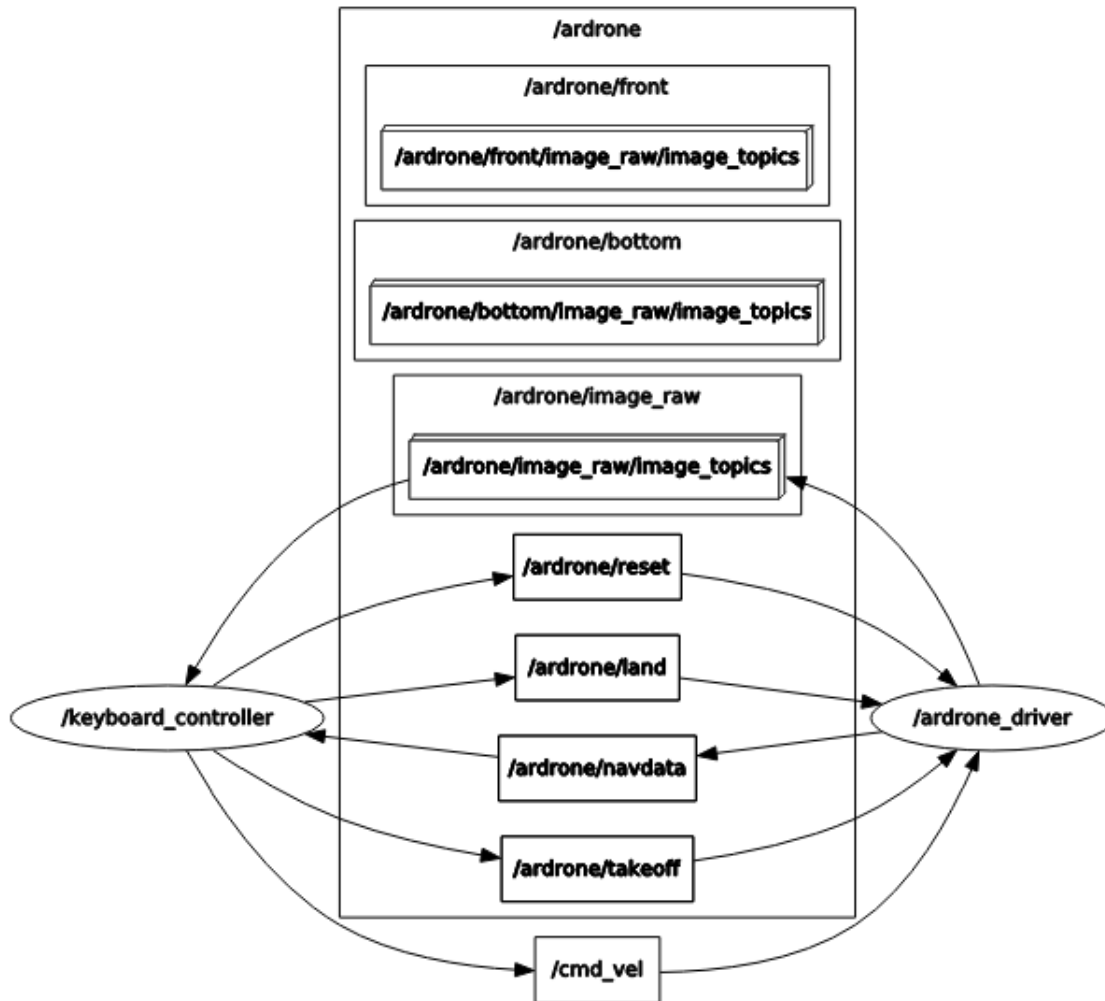 /ardrone
/ardrone/front
/ardrone/front/image_raw/image_topics
/ardrone/bottom
/ardrone/bottom/image_raw/image_topics
/ardrone/image_raw
/ardrone/image_raw/image_topics
/ardrone/reset
/ardrone/land
/keyboard_controller
/ardrone_driver
/ardrone/navdata
/ardrone/takeoff
/cmd_vel